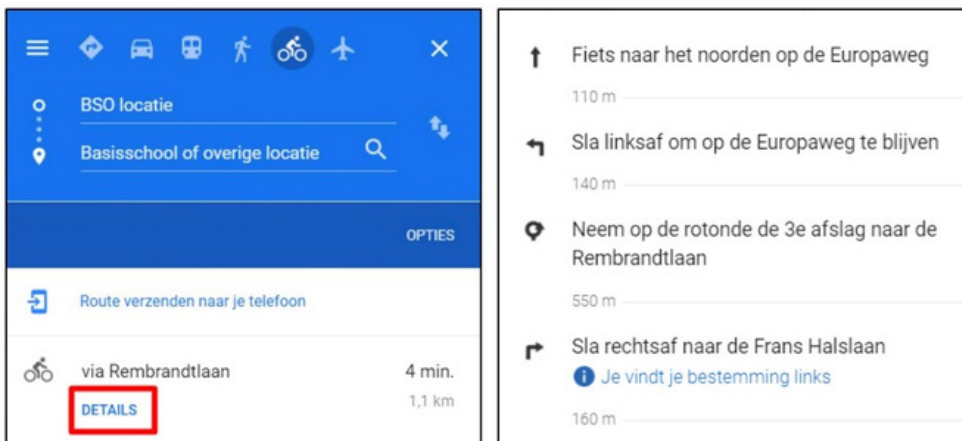 BSO locatie
Basisschool of overige locatie
OPTIES
Route verzenden naar je telefoon
via Rembrandtlaan
4 min.
DETAILS
1,1 km
Fiets naar het noorden op de Europaweg
110 m
Sla linksaf om op de Europaweg te blijven
140 m
Neem op de rotonde de 3e afslag naar de
Rembrandtlaan
550 m
Sla rechtsaf naar de Frans Halslaan
Je vindt je bestemming links
160 m